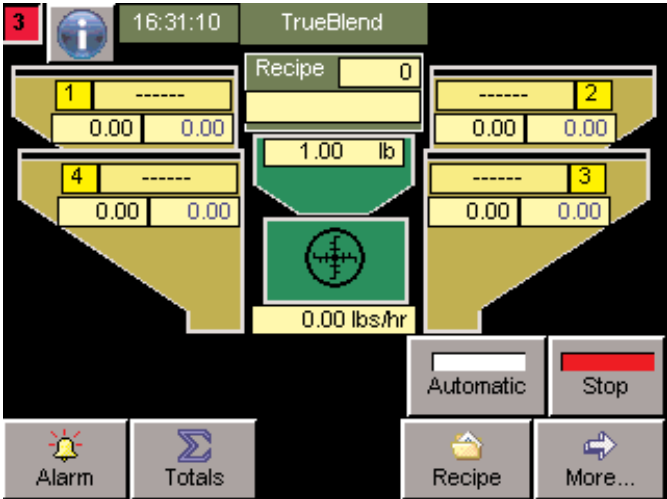 3 16:31:10 TrueBlend
Recipe 0
1 ------
0.00 0.00
------ 2
0.00 0.00
1.00 lb
4 ------
0.00 0.00
------ 3
0.00 0.00
0.00 lbs/hr
Automatic Stop
Alarm Totals Recipe More...